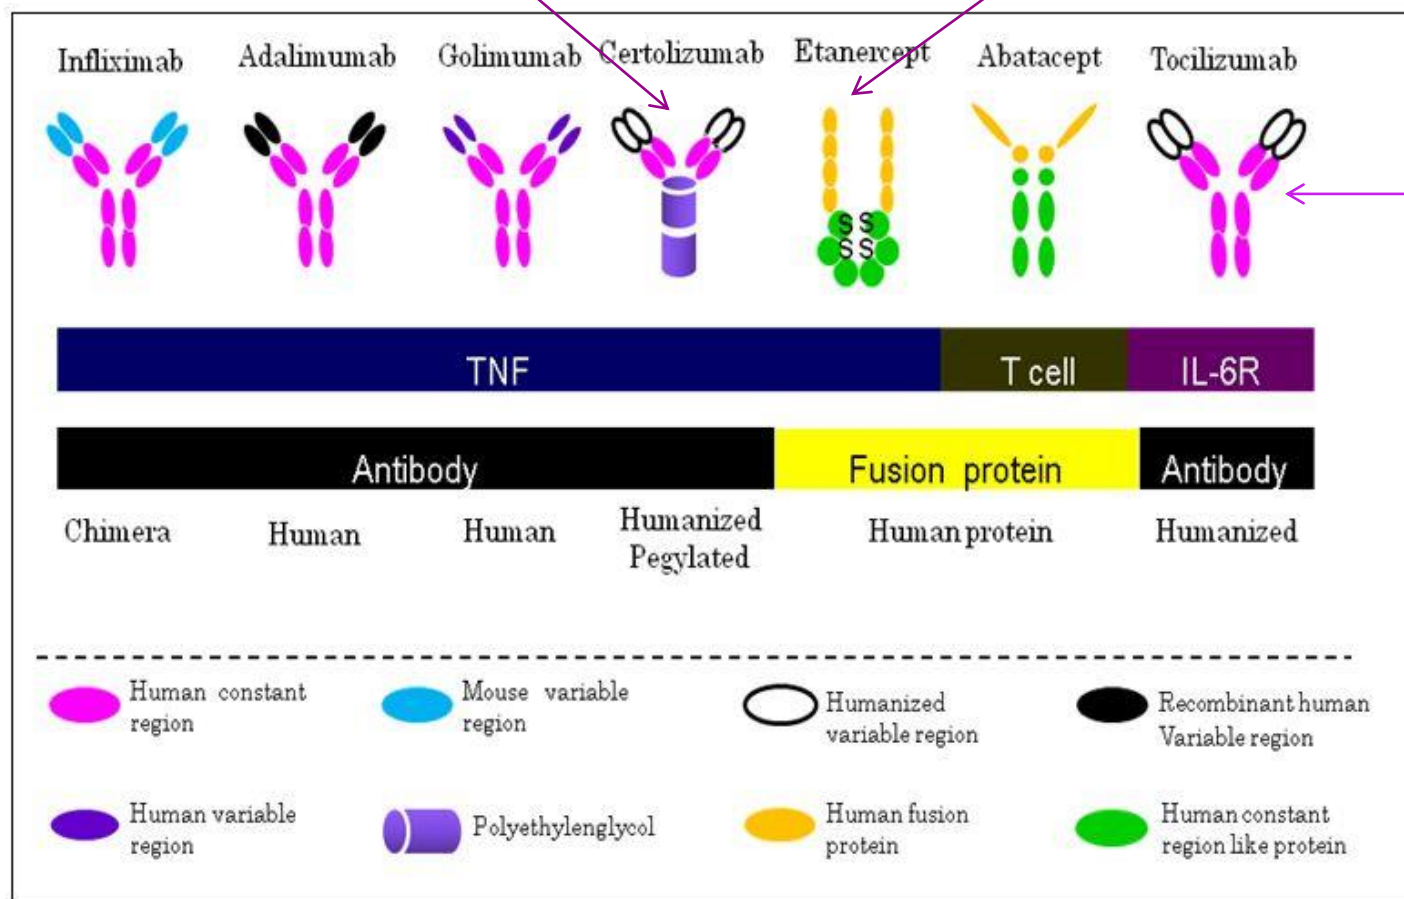 Infliximab
Adalimumab
Golimumab
Certolizumab
Etanercept
Abatacept
Tocilizumab
S S
S S
TNF
T cell
IL-6R
Antibody
Fusion protein
Antibody
Chimera
Human
Human
Humanized
Pegylated
Human protein
Humanized
Human constant
region
Mouse variable
region
Humanized
variable region
Recombinant human
Variable region
Human variable
region
Polyethylenglycol
Human fusion
protein
Human constant
region like protein